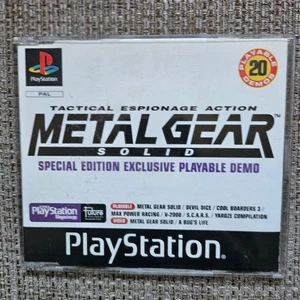 PlayStation
PAL
PLAYABLE
20
DEMOS
TACTICAL ESPIONAGE ACTION
METAL GEAR™
SOLID
SPECIAL EDITION EXCLUSIVE PLAYABLE DEMO
PlayStation
Future
PLAYABLE METAL GEAR SOLID / DEVIL DICE / COOL BOARDERS 3 /
MAX POWER RACING / V-2000 / S.C.A.R.S. / YAROZE COMPILATION
VIDEO METAL GEAR SOLID / A BUG'S LIFE
PlayStation